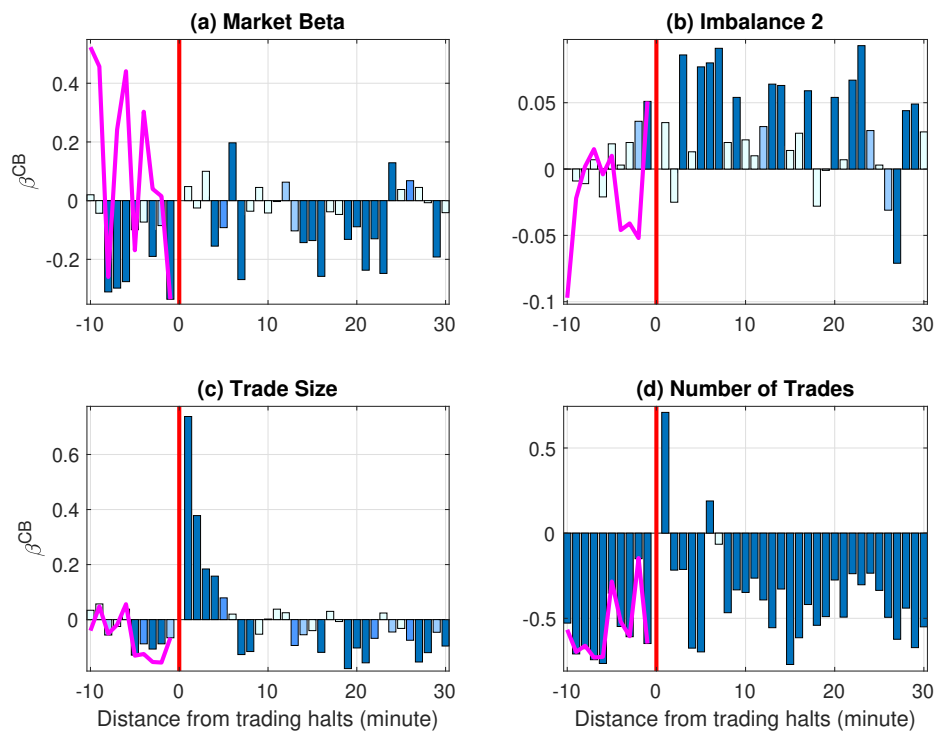 (a) Market Beta
(b) Imbalance 2
0.4
0.2
0
-0.2
β^CB
-10 0 10 20 30
0.05
0
-0.05
-0.1
-10 0 10 20 30
(c) Trade Size
(d) Number of Trades
0.6
0.4
0.2
0
β^CB
-10 0 10 20 30
Distance from trading halts (minute)
0.5
0
-0.5
-10 0 10 20 30
Distance from trading halts (minute)